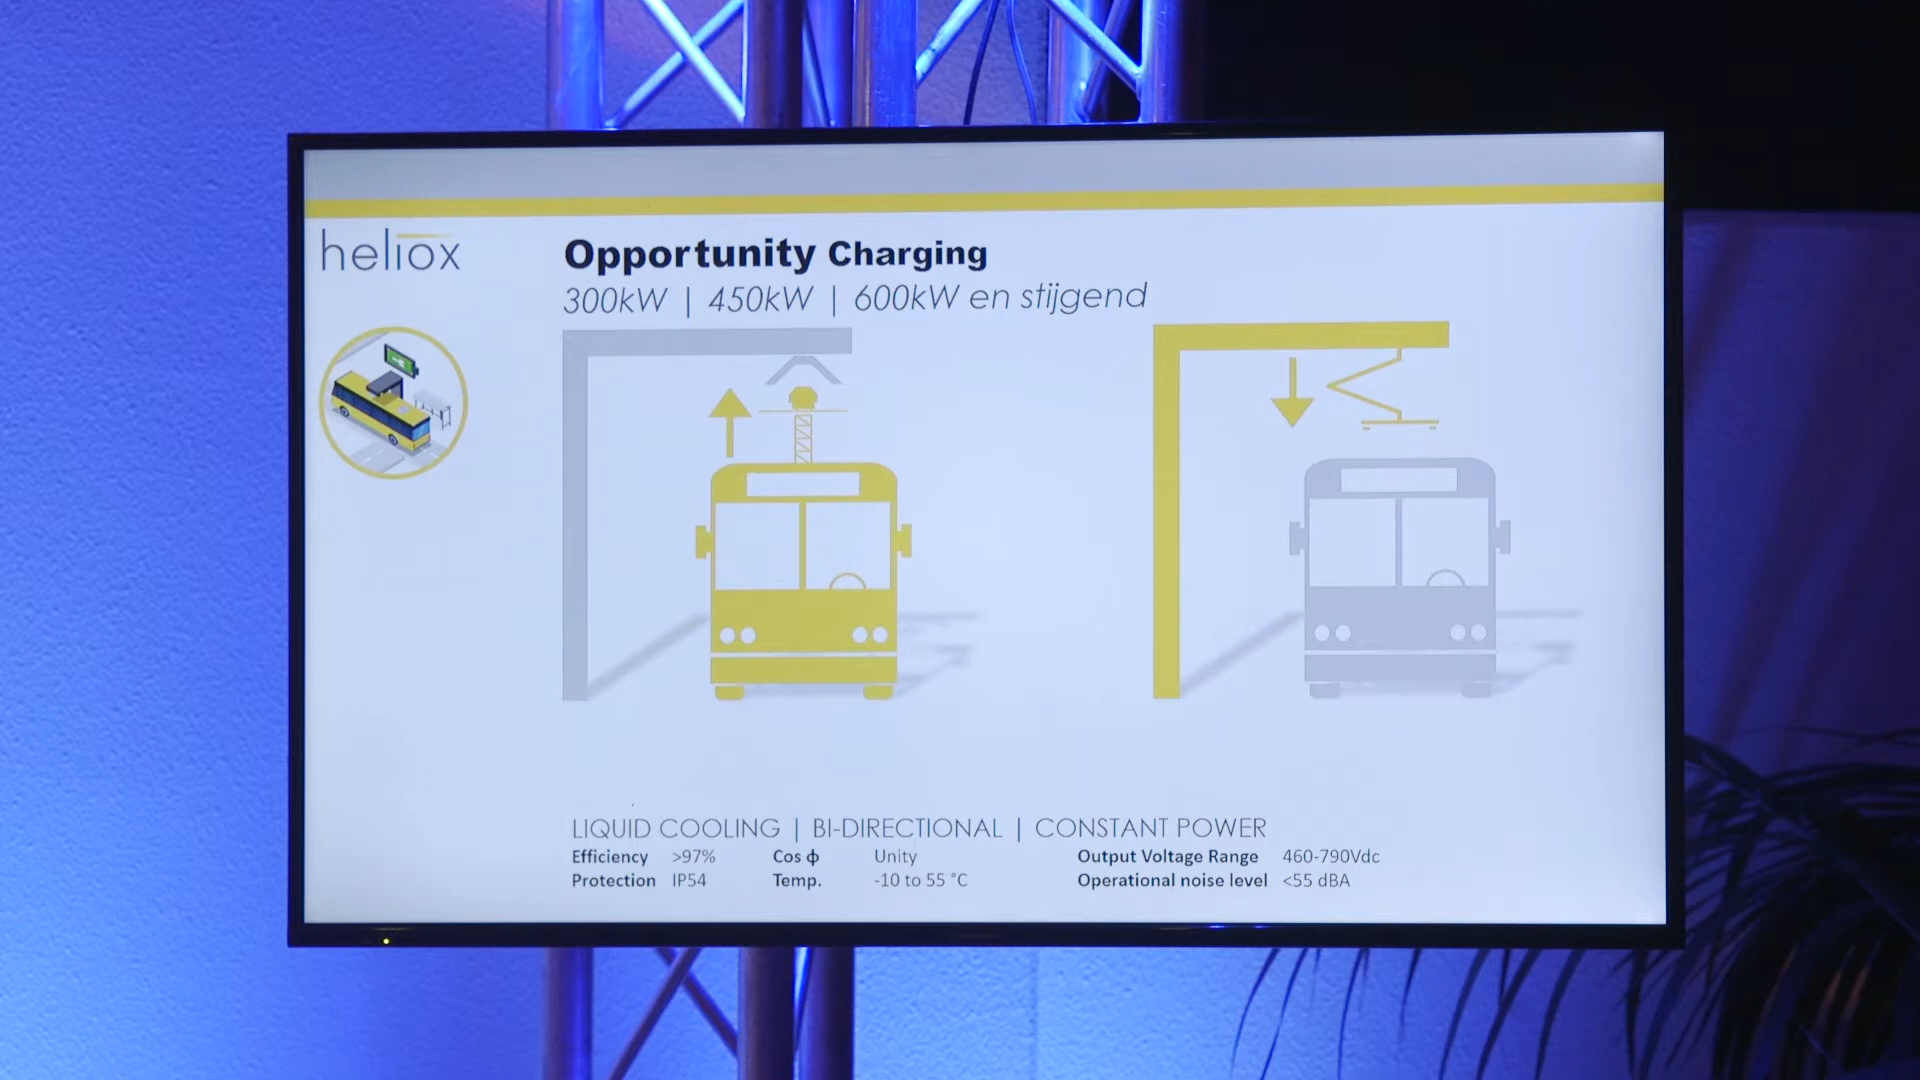 heliox
Opportunity Charging
300kW | 450kW | 600kW en stijgend
LIQUID COOLING | BI-DIRECTIONAL | CONSTANT POWER
Efficiency >97% Cos ϕ Unity Output Voltage Range 460-790Vdc
Protection IP54 Temp. -10 to 55 °C Operational noise level <55 dBA